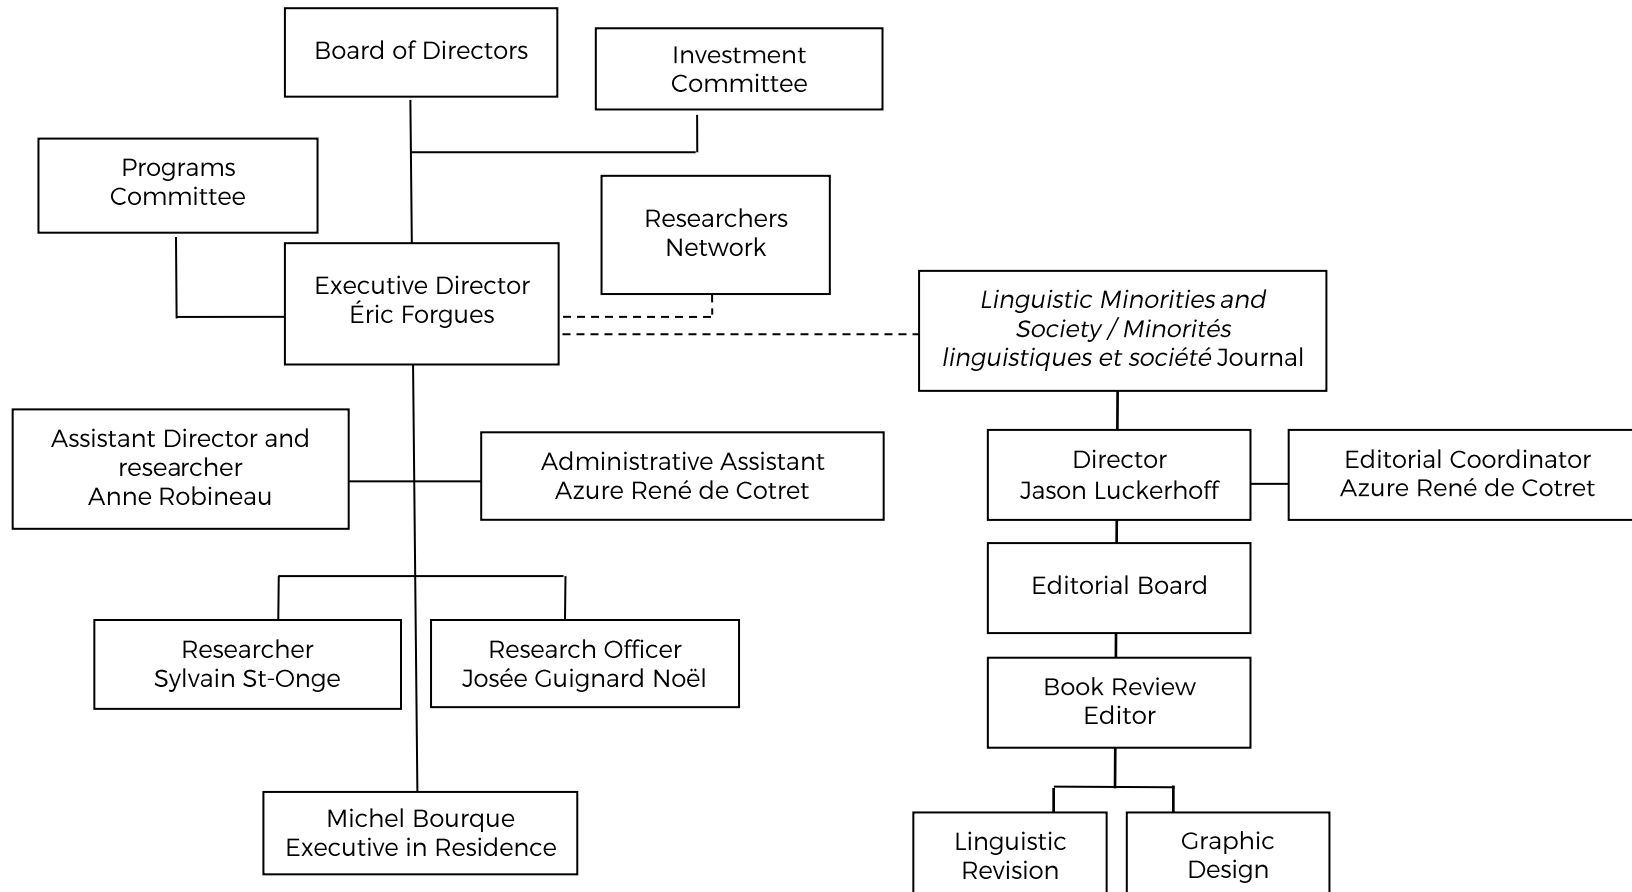 Board of Directors
Investment
Committee
Programs
Committee
Researchers
Network
Executive Director
Éric Forgues
Linguistic Minorities and
Society / Minorités
linguistiques et société Journal
Assistant Director and
researcher
Anne Robineau
Administrative Assistant
Azure René de Cotret
Director
Jason Luckerhoff
Editorial Coordinator
Azure René de Cotret
Editorial Board
Researcher
Sylvain St-Onge
Research Officer
Josée Guignard Noël
Book Review
Editor
Michel Bourque
Executive in Residence
Linguistic
Revision
Graphic
Design